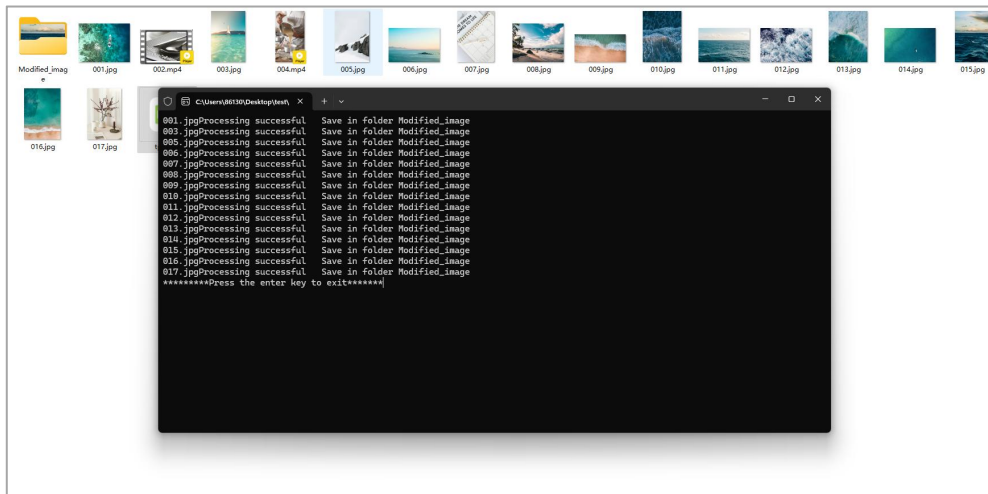 Modified_imag
e
001.jpg
002.mp4
003.jpg
004.mp4
005.jpg
006.jpg
007.jpg
008.jpg
009.jpg
010.jpg
011.jpg
012.jpg
013.jpg
014.jpg
015.jpg
016.jpg
017.jpg
C:\Users\86130\Desktop\test\
001.jpgProcessing successful   Save in folder Modified_image
003.jpgProcessing successful   Save in folder Modified_image
005.jpgProcessing successful   Save in folder Modified_image
006.jpgProcessing successful   Save in folder Modified_image
007.jpgProcessing successful   Save in folder Modified_image
008.jpgProcessing successful   Save in folder Modified_image
009.jpgProcessing successful   Save in folder Modified_image
010.jpgProcessing successful   Save in folder Modified_image
011.jpgProcessing successful   Save in folder Modified_image
012.jpgProcessing successful   Save in folder Modified_image
013.jpgProcessing successful   Save in folder Modified_image
014.jpgProcessing successful   Save in folder Modified_image
015.jpgProcessing successful   Save in folder Modified_image
016.jpgProcessing successful   Save in folder Modified_image
017.jpgProcessing successful   Save in folder Modified_image
*********Press the enter key to exit*******